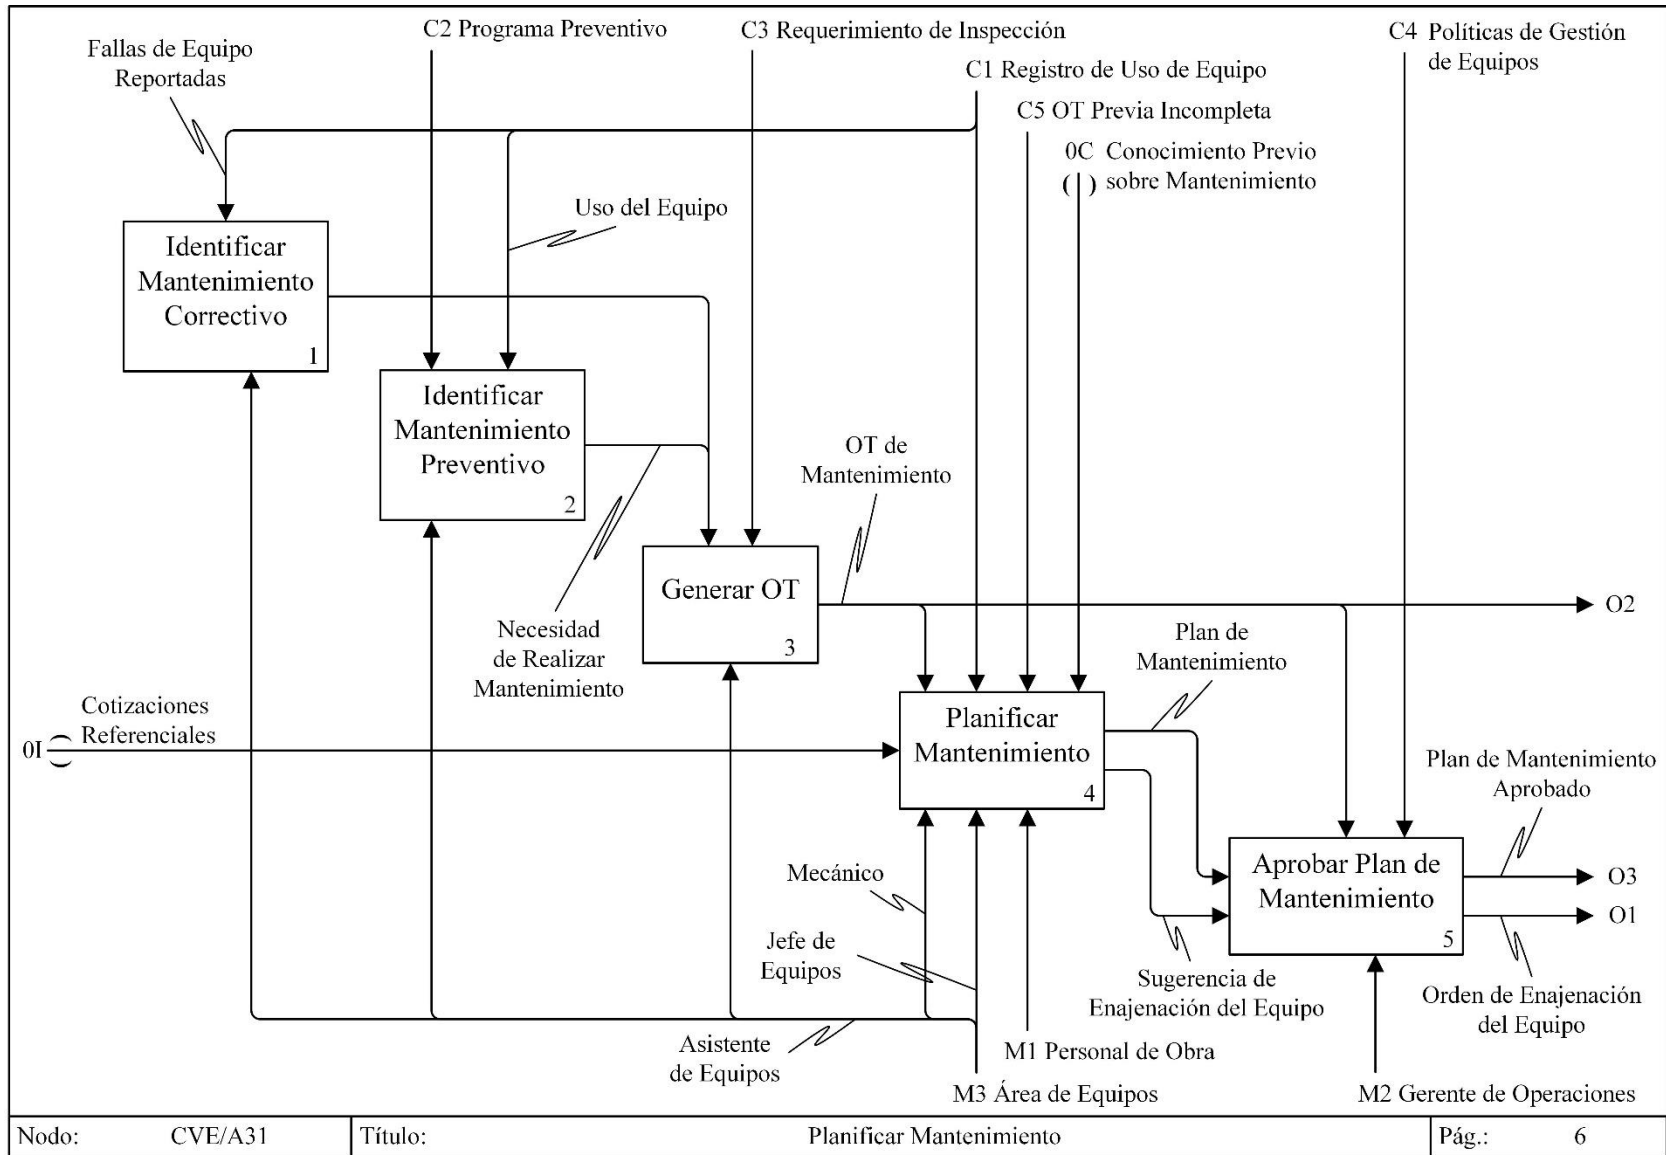 C2 Programa Preventivo
C3 Requerimiento de Inspección
C4 Políticas de Gestión
de Equipos
Fallas de Equipo
Reportadas
C1 Registro de Uso de Equipo
C5 OT Previa Incompleta
0C Conocimiento Previo
( ) sobre Mantenimiento
Uso del Equipo
Identificar
Mantenimiento
Correctivo
1
Identificar
Mantenimiento
Preventivo
2
OT de
Mantenimiento
Generar OT
3
O2
Necesidad
de Realizar
Mantenimiento
Plan de
Mantenimiento
Cotizaciones
Referenciales
0I ( )
Planificar
Mantenimiento
4
Plan de Mantenimiento
Aprobado
Aprobar Plan de
Mantenimiento
5
O3
O1
Mecánico
Jefe de
Equipos
Sugerencia de
Enajenación del Equipo
Orden de Enajenación
del Equipo
Asistente
de Equipos
M1 Personal de Obra
M3 Área de Equipos
M2 Gerente de Operaciones
Nodo: CVE/A31 Título: Planificar Mantenimiento Pág.: 6